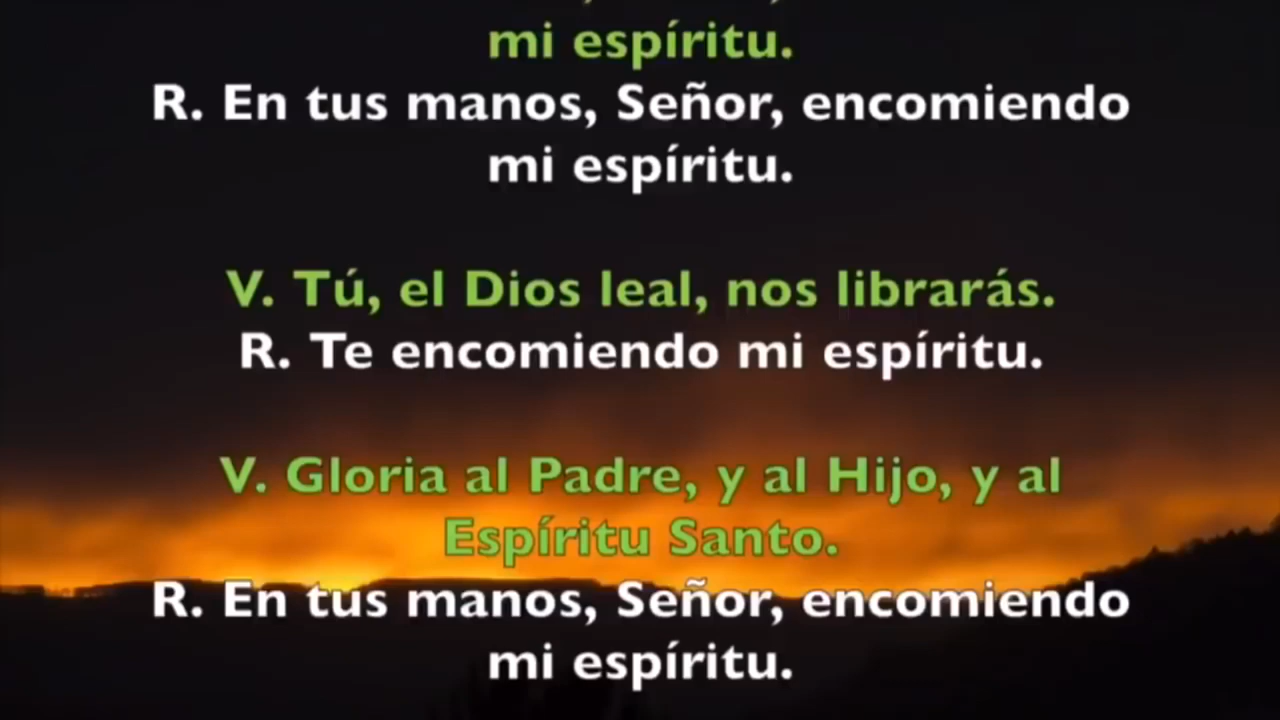 mi espíritu.
R. En tus manos, Señor, encomiendo
mi espíritu.
V. Tú, el Dios leal, nos librarás.
R. Te encomiendo mi espíritu.
V. Gloria al Padre, y al Hijo, y al
Espíritu Santo.
R. En tus manos, Señor, encomiendo
mi espíritu.